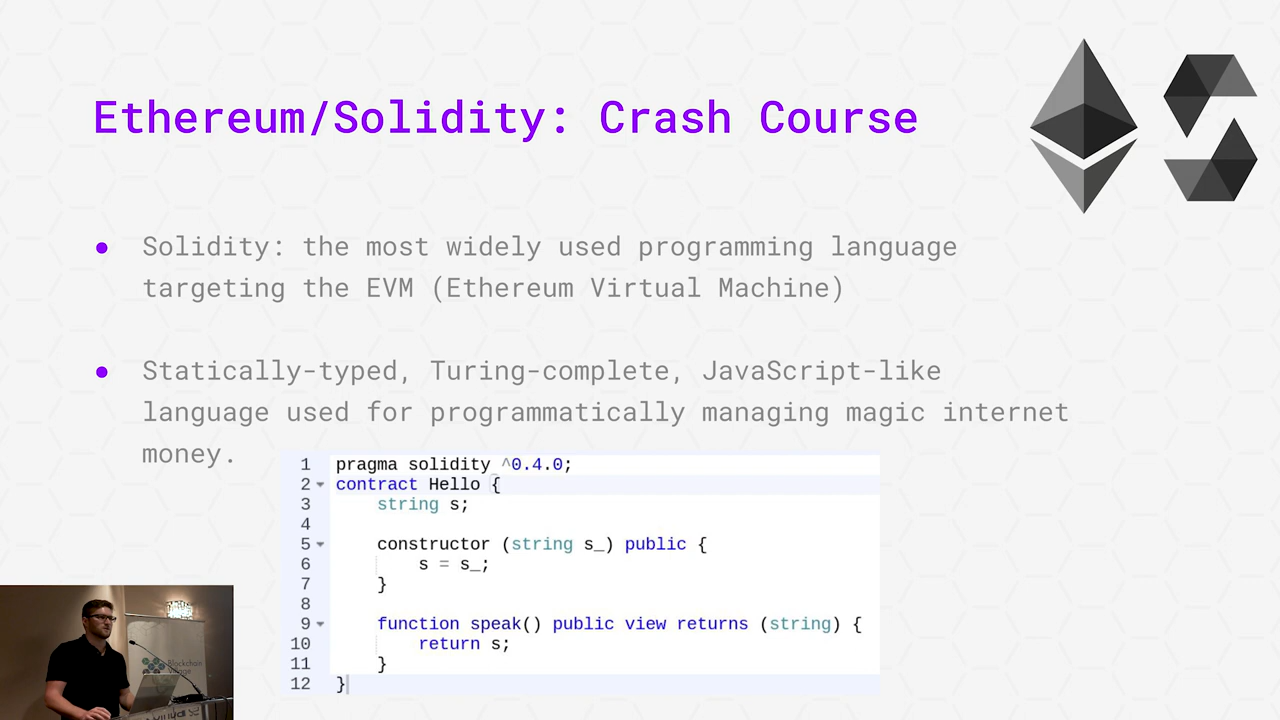 Ethereum/Solidity: Crash Course
● Solidity: the most widely used programming language
targeting the EVM (Ethereum Virtual Machine)
● Statically-typed, Turing-complete, JavaScript-like
language used for programmatically managing magic internet
money.
1 pragma solidity ^0.4.0;
2 contract Hello {
3 string s;
4
5 constructor (string s_) public {
6 s = s_;
7 }
8
9 function speak() public view returns (string) {
10 return s;
11 }
12 }
Blockchain
Village